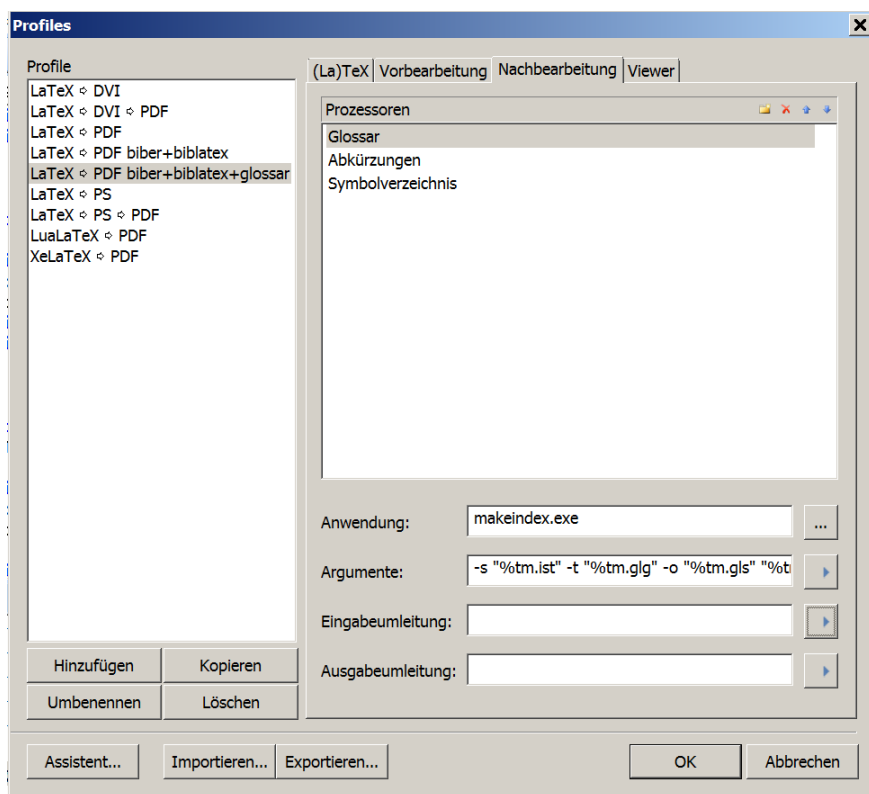 Profiles
Profile
LaTeX ⇨ DVI
LaTeX ⇨ DVI ⇨ PDF
LaTeX ⇨ PDF
LaTeX ⇨ PDF biber+biblatex
LaTeX ⇨ PDF biber+biblatex+glossar
LaTeX ⇨ PS
LaTeX ⇨ PS ⇨ PDF
LuaLaTeX ⇨ PDF
XeLaTeX ⇨ PDF
Hinzufügen Kopieren
Umbenennen Löschen
(La)TeX Vorbearbeitung Nachbearbeitung Viewer
Prozessoren
Glossar
Abkürzungen
Symbolverzeichnis
Anwendung: makeindex.exe ...
Argumente: -s "%tm.ist" -t "%tm.glg" -o "%tm.gls"
Eingabeumleitung:
Ausgabeumleitung:
Assistent... Importieren... Exportieren... OK Abbrechen